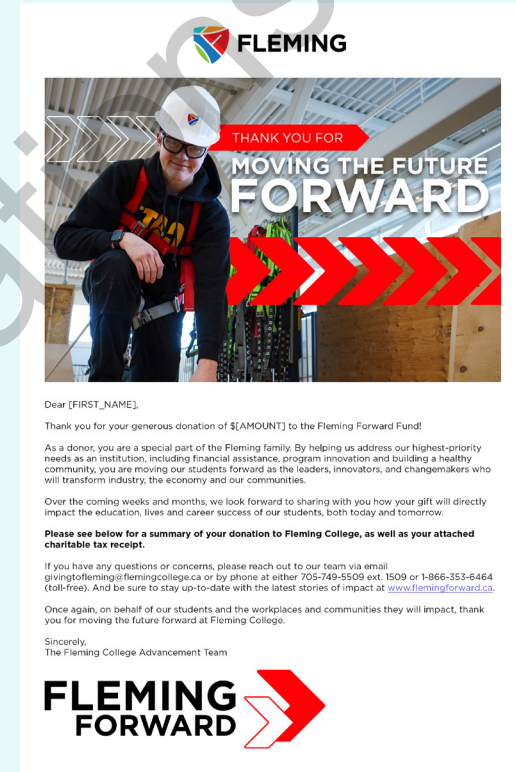 FLEMING
THANK YOU FOR
MOVING THE FUTURE
FORWARD
Dear [FIRST_NAME],
Thank you for your generous donation of $[AMOUNT] to the Fleming Forward Fund!
As a donor, you are a special part of the Fleming family. By helping us address our highest-priority
needs as an institution, including financial assistance, program innovation and building a healthy
community, you are moving our students forward as the leaders, innovators, and changemakers who
will transform industry, the economy and our communities.
Over the coming weeks and months, we look forward to sharing with you how your gift will directly
impact the education, lives and career success of our students, both today and tomorrow.
Please see below for a summary of your donation to Fleming College, as well as your attached
charitable tax receipt.
If you have any questions or concerns, please reach out to our team via email
givingtofleming@flemingcollege.ca or by phone at either 705-749-5509 ext. 1509 or 1-866-353-6464
(toll-free). And be sure to stay up-to-date with the latest stories of impact at www.flemingforward.ca.
Once again, on behalf of our students and the workplaces and communities they will impact, thank
you for moving the future forward at Fleming College.
Sincerely,
The Fleming College Advancement Team
FLEMING
FORWARD